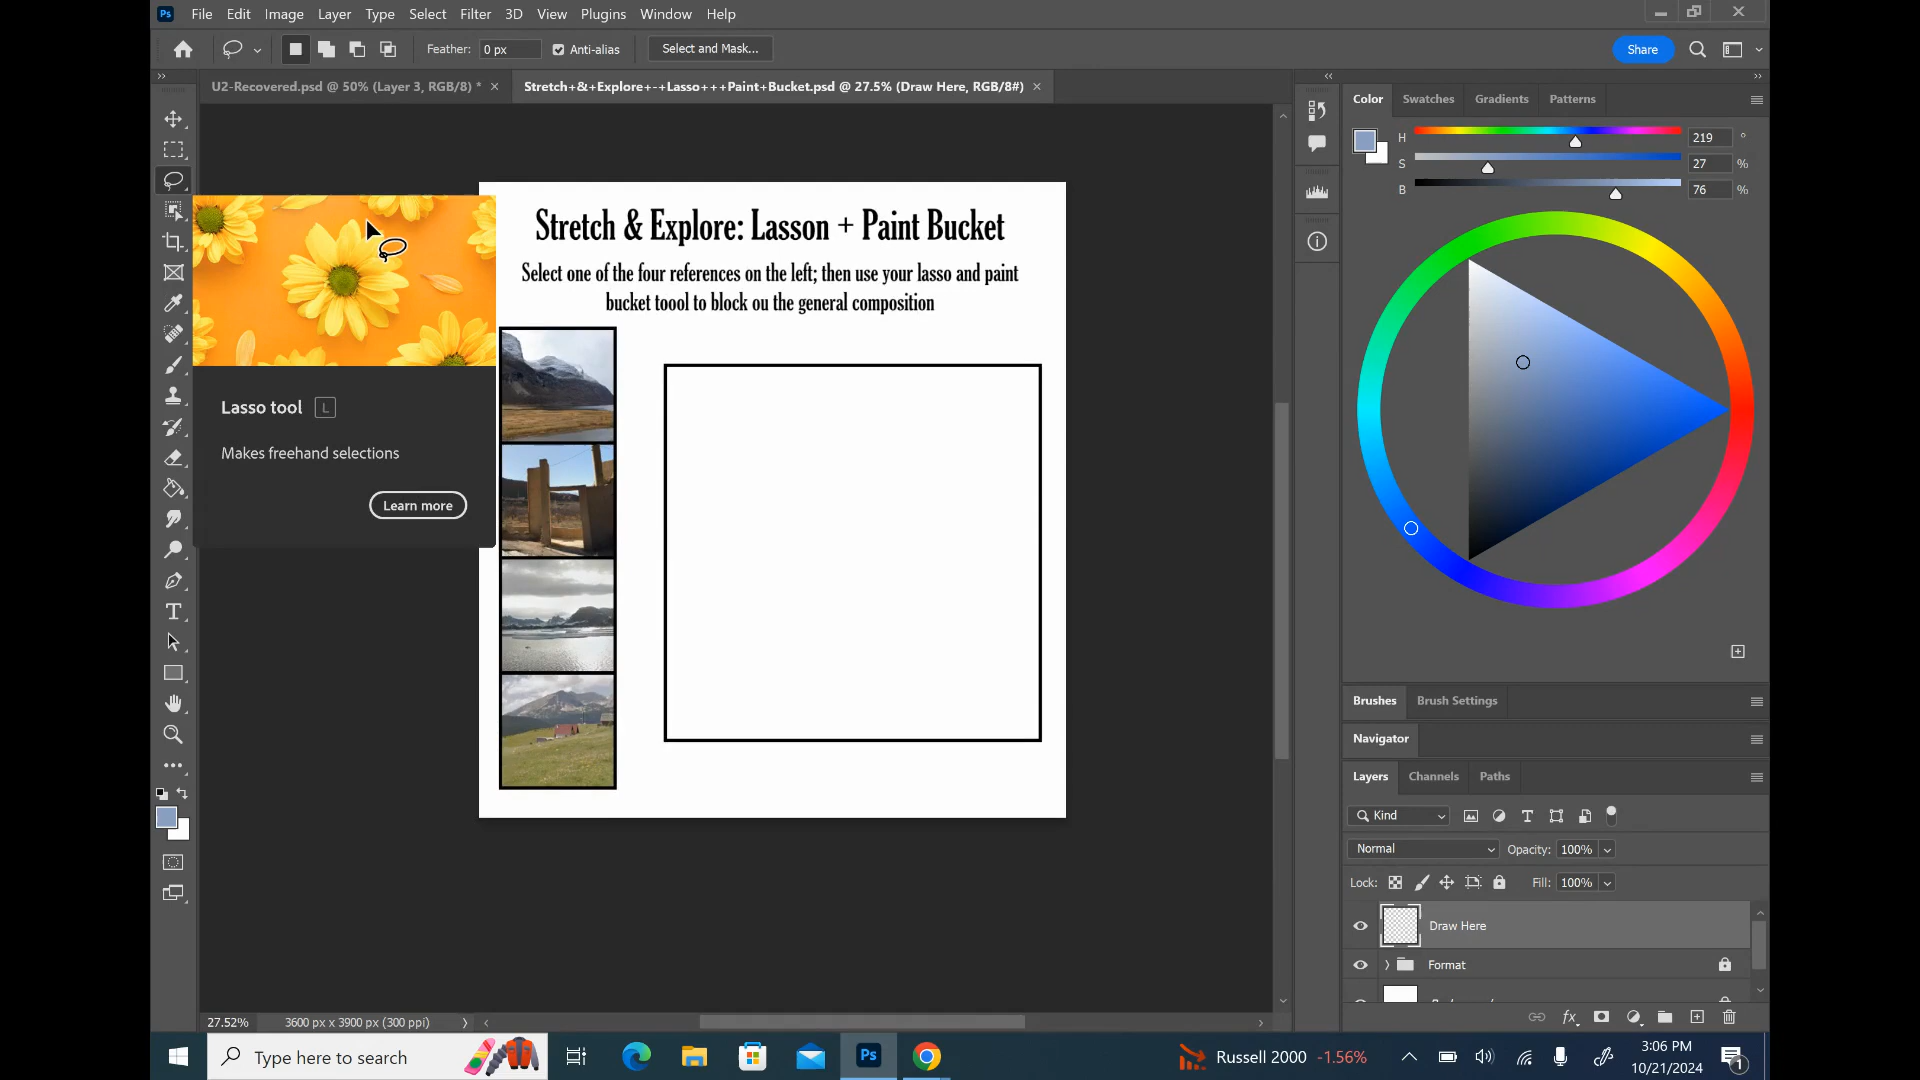 Ps File Edit Image Layer Type Select Filter 3D View Plugins Window Help
Feather: 0 px Anti-alias Select and Mask... Share
U2-Recovered.psd @ 50% (Layer 3, RGB/8) * Stretch+&+Explore+-+Lasso+++Paint+Bucket.psd @ 27.5% (Draw Here, RGB/8#)
Color Swatches Gradients Patterns
H 219 °
S 27 %
B 76 %
Stretch & Explore: Lasson + Paint Bucket
Select one of the four references on the left; then use your lasso and paint
bucket toool to block ou the general composition
Lasso tool L
Makes freehand selections
Learn more
Brushes Brush Settings
Navigator
Layers Channels Paths
Kind
Normal Opacity: 100%
Lock: Fill: 100%
Draw Here
Format
27.52% 3600 px x 3900 px (300 ppi)
Type here to search Ps Russell 2000 -1.56% 3:06 PM
10/21/2024 1